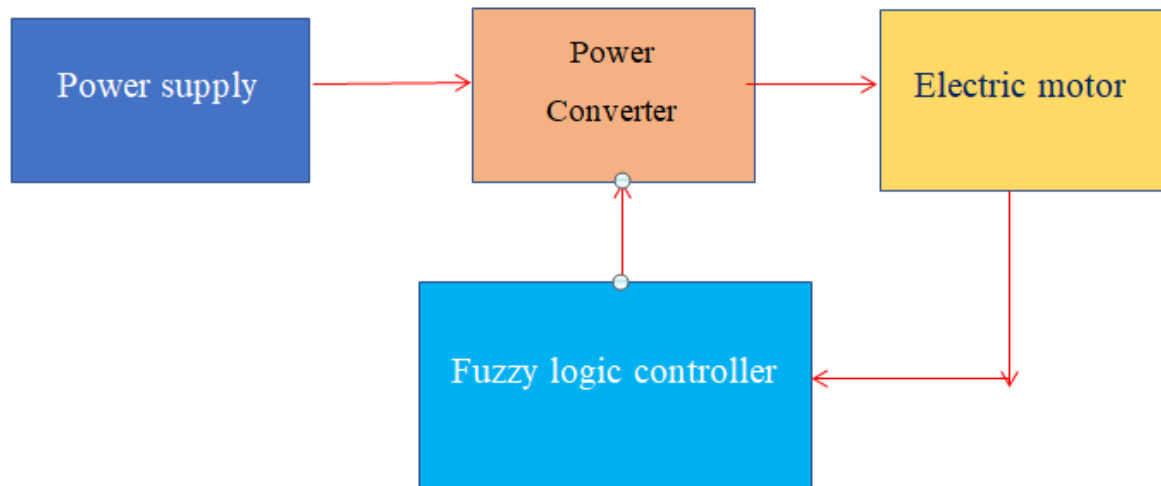 Power supply
Power
Converter
Electric motor
Fuzzy logic controller